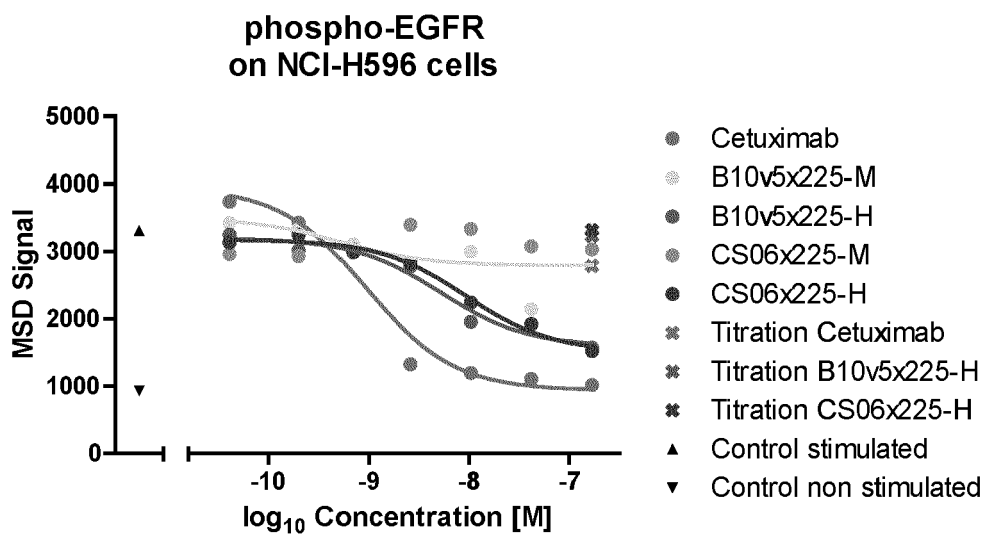 phospho-EGFR
on NCI-H596 cells
5000
4000
3000
2000
1000
0
MSD Signal
-10
-9
-8
-7
log10 Concentration [M]
Cetuximab
B10v5x225-M
B10v5x225-H
CS06x225-M
CS06x225-H
Titration Cetuximab
Titration B10v5x225-H
Titration CS06x225-H
Control stimulated
Control non stimulated